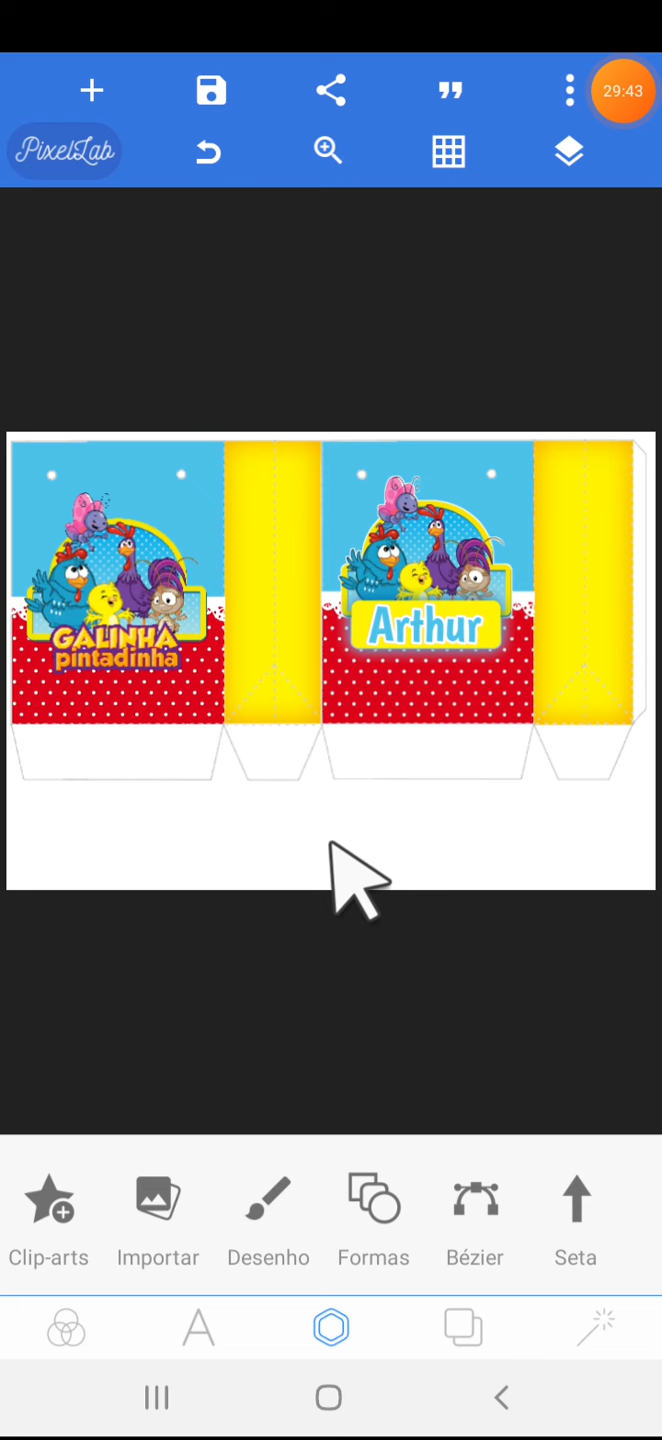 29:43
PixelLab
GALINHA
pintadinha
Arthur
Clip-arts
Importar
Desenho
Formas
Bézier
Seta